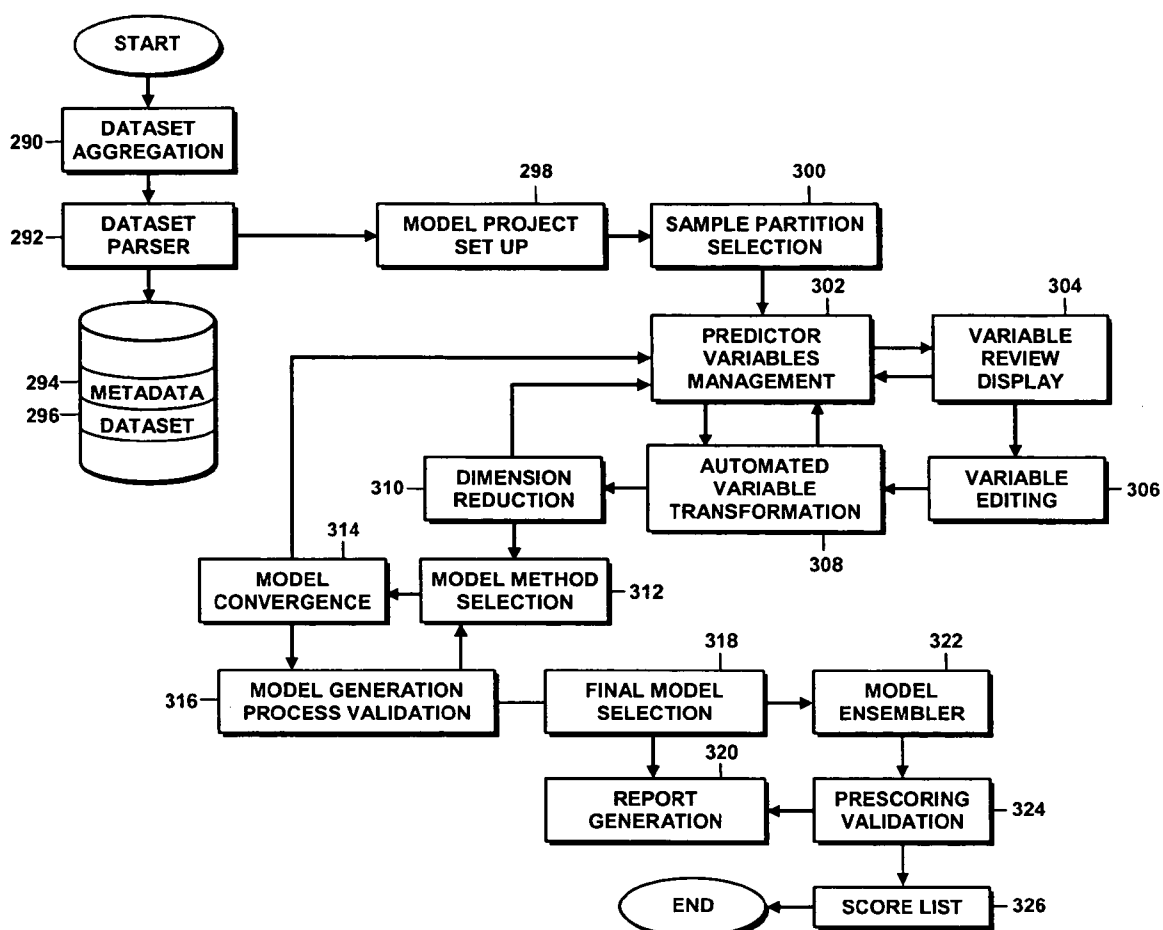 START
290
DATASET
AGGREGATION
298
300
292
DATASET
PARSER
MODEL PROJECT
SET UP
SAMPLE PARTITION
SELECTION
302
304
294
METADATA
296
DATASET
PREDICTOR
VARIABLES
MANAGEMENT
VARIABLE
REVIEW
DISPLAY
310
DIMENSION
REDUCTION
AUTOMATED
VARIABLE
TRANSFORMATION
VARIABLE
EDITING
306
308
314
MODEL
CONVERGENCE
MODEL METHOD
SELECTION
312
318
322
316
MODEL GENERATION
PROCESS VALIDATION
FINAL MODEL
SELECTION
MODEL
ENSEMBLER
320
REPORT
GENERATION
PRESCORING
VALIDATION
324
END
SCORE LIST
326